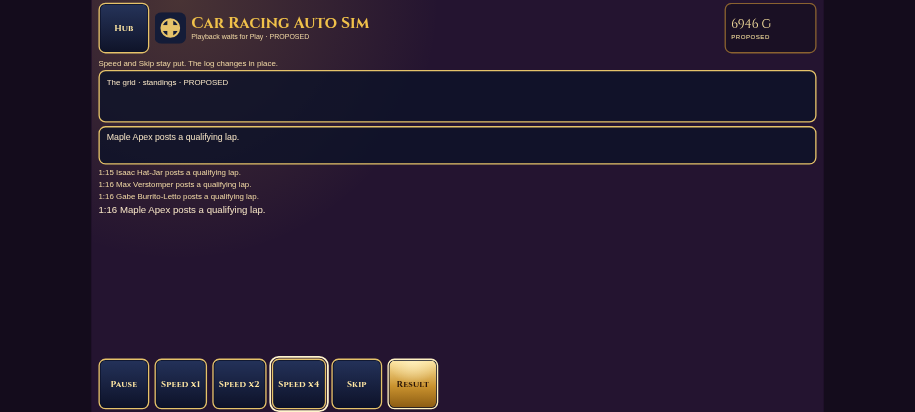 Hub
Car Racing Auto Sim
Playback waits for Play · PROPOSED
6946 G
PROPOSED
Speed and Skip stay put. The log changes in place.
The grid · standings · PROPOSED
Maple Apex posts a qualifying lap.
1:15 Isaac Hat-Jar posts a qualifying lap.
1:16 Max Verstomper posts a qualifying lap.
1:16 Gabe Burrito-Letto posts a qualifying lap.
1:16 Maple Apex posts a qualifying lap.
Pause
Speed x1
Speed x2
Speed x4
Skip
Result